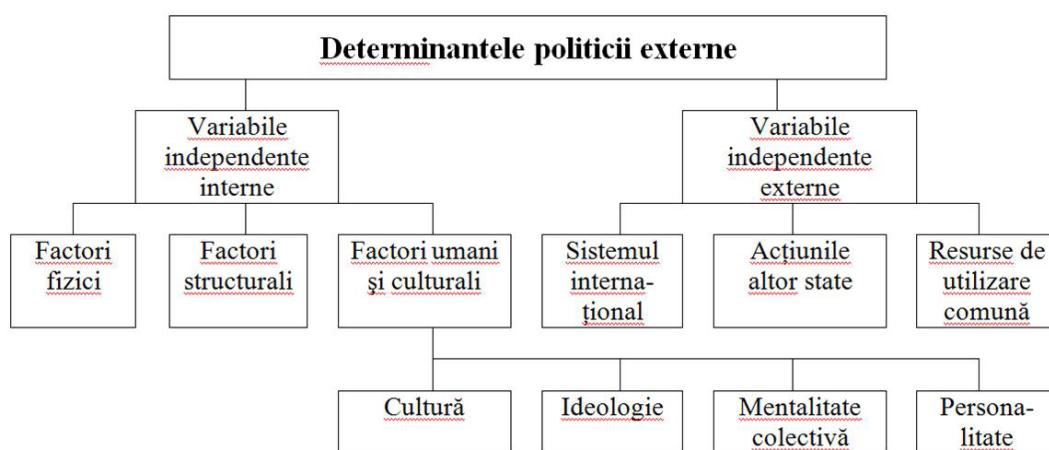 Determinantele politicii externe
Variabile
independente
interne
Variabile
independente
externe
Factori
fizici
Factori
structurali
Factori umani
şi culturali
Sistemul
interna-
ţional
Acţiunile
altor state
Resurse de
utilizare
comună
Cultură
Ideologie
Mentalitate
colectivă
Persona-
litate